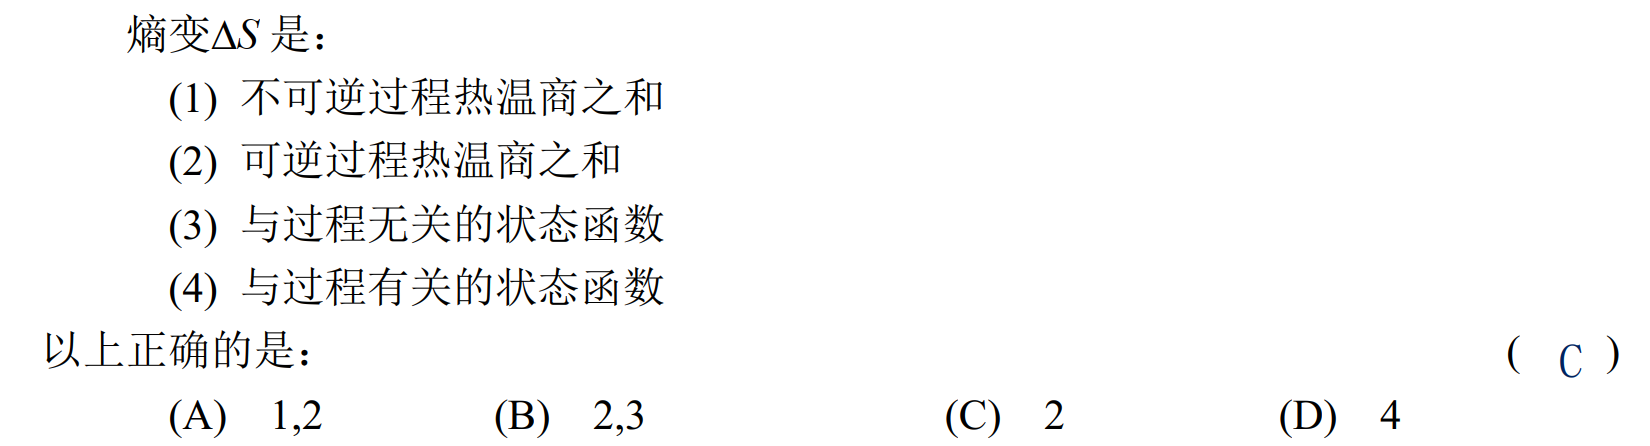 熵变ΔS 是：
(1) 不可逆过程热温商之和
(2) 可逆过程热温商之和
(3) 与过程无关的状态函数
(4) 与过程有关的状态函数
以上正确的是： ( C )
(A) 1,2 (B) 2,3 (C) 2 (D) 4